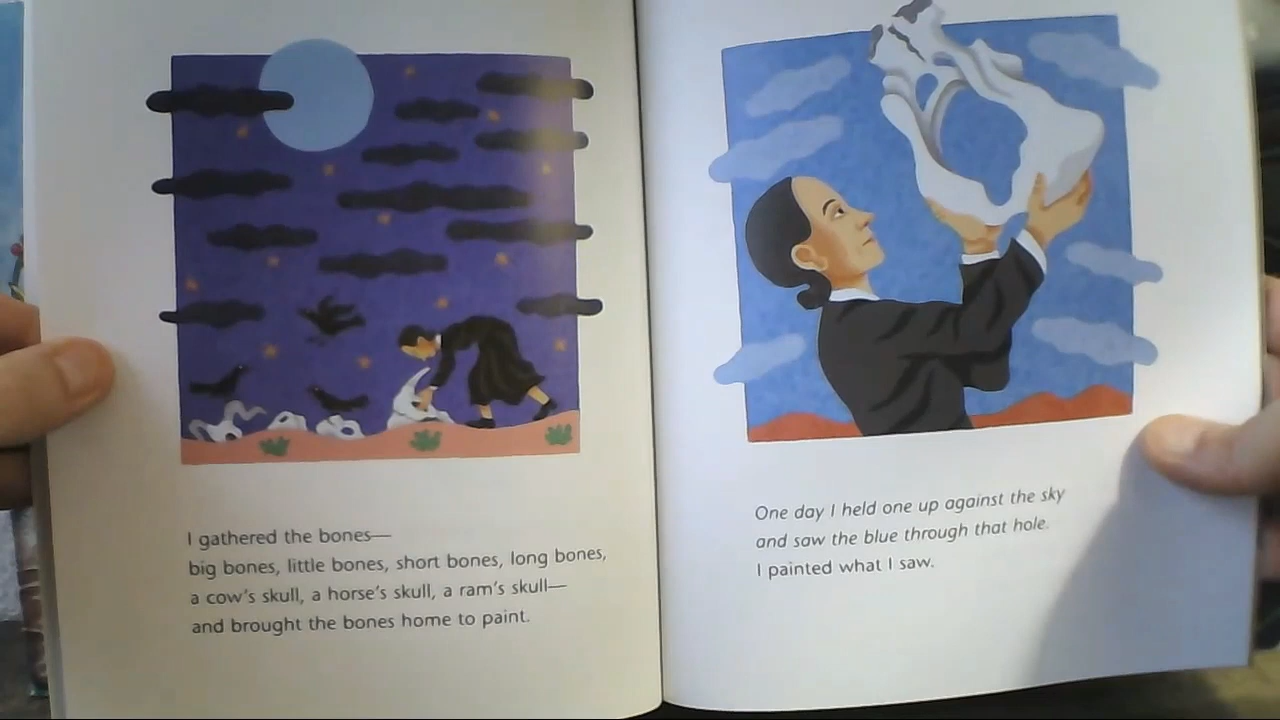 I gathered the bones—
big bones, little bones, short bones, long bones,
a cow's skull, a horse's skull, a ram's skull—
and brought the bones home to paint.
One day I held one up against the sky
and saw the blue through that hole.
I painted what I saw.